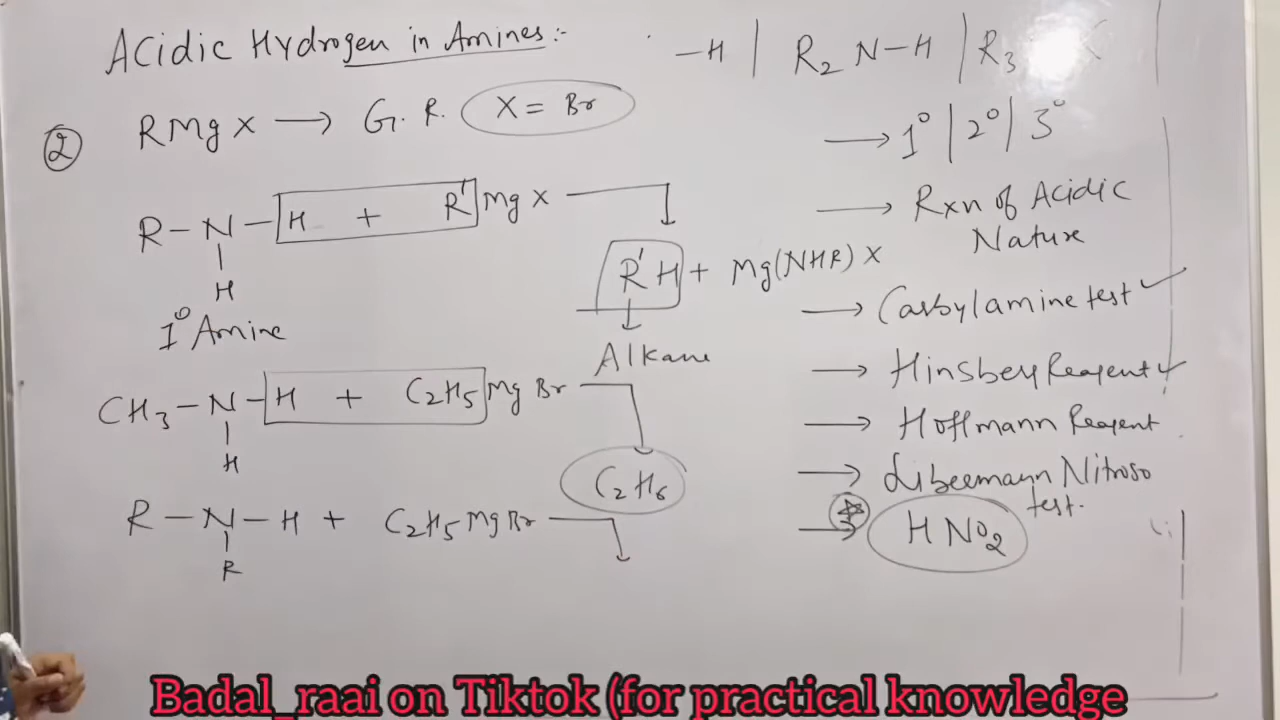 Acidic Hydrogen in Amines:-
② RMgX → G.R. X = Br
R-N-H + R'MgX
H
1° Amine
R'H + Mg(NHR)X
Alkane
CH3-N-H + C2H5MgBr
H
C2H6
R-N-H + C2H5MgBr
R
-H | R2N-H | R3
→ 1° | 2° | 3°
→ Rxn of Acidic
Nature
→ Carbylamine test ✓
→ Hinsberg Reagent ✓
→ Hoffmann Reagent
→ Libeemann Nitroso
test.
→ HNO2
Badal_raai on Tiktok (for practical knowledge